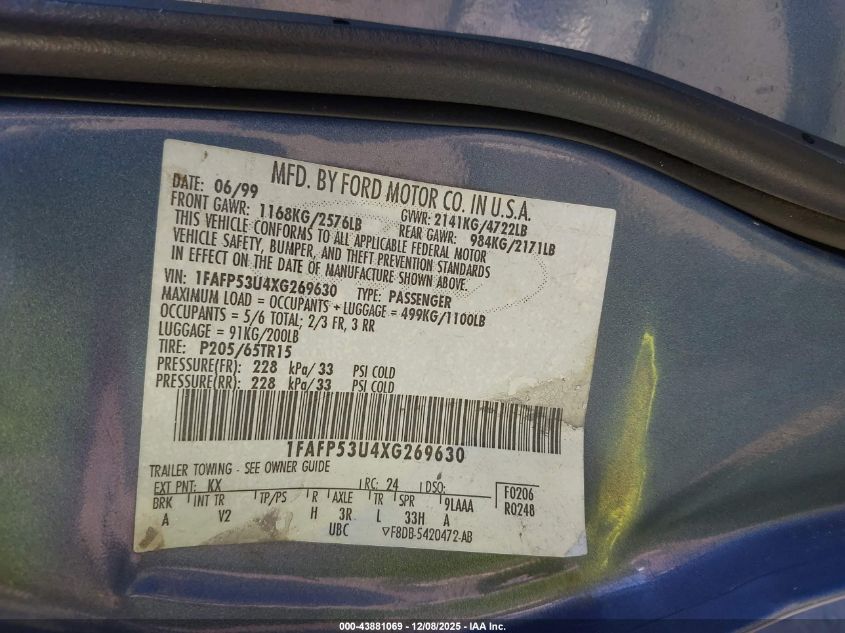 MFD. BY FORD MOTOR CO. IN U.S.A.
DATE: 06/99 GVWR: 2141KG/4722LB
FRONT GAWR: 1168KG/2576LB REAR GAWR: 984KG/2171LB
THIS VEHICLE CONFORMS TO ALL APPLICABLE FEDERAL MOTOR
VEHICLE SAFETY, BUMPER, AND THEFT PREVENTION STANDARDS
IN EFFECT ON THE DATE OF MANUFACTURE SHOWN ABOVE.
VIN: 1FAFP53U4XG269630 TYPE: PASSENGER
MAXIMUM LOAD = OCCUPANTS + LUGGAGE = 499KG/1100LB
OCCUPANTS = 5/6 TOTAL; 2/3 FR, 3 RR
LUGGAGE = 91KG/200LB
TIRE: P205/65TR15
PRESSURE(FR): 228 kPa/33 PSI COLD
PRESSURE(RR): 228 kPa/33 PSI COLD
1FAFP53U4XG269630
TRAILER TOWING - SEE OWNER GUIDE
EXT PNT: KX RC: 24 DSO: F0206
BRK INT TR TP/PS R AXLE TR SPR 9LAAA R0248
A V2 H 3R L 33H A
UBC ▽F8DB-5420472-AB
000-43881069 - 12/08/2025 - IAA Inc.